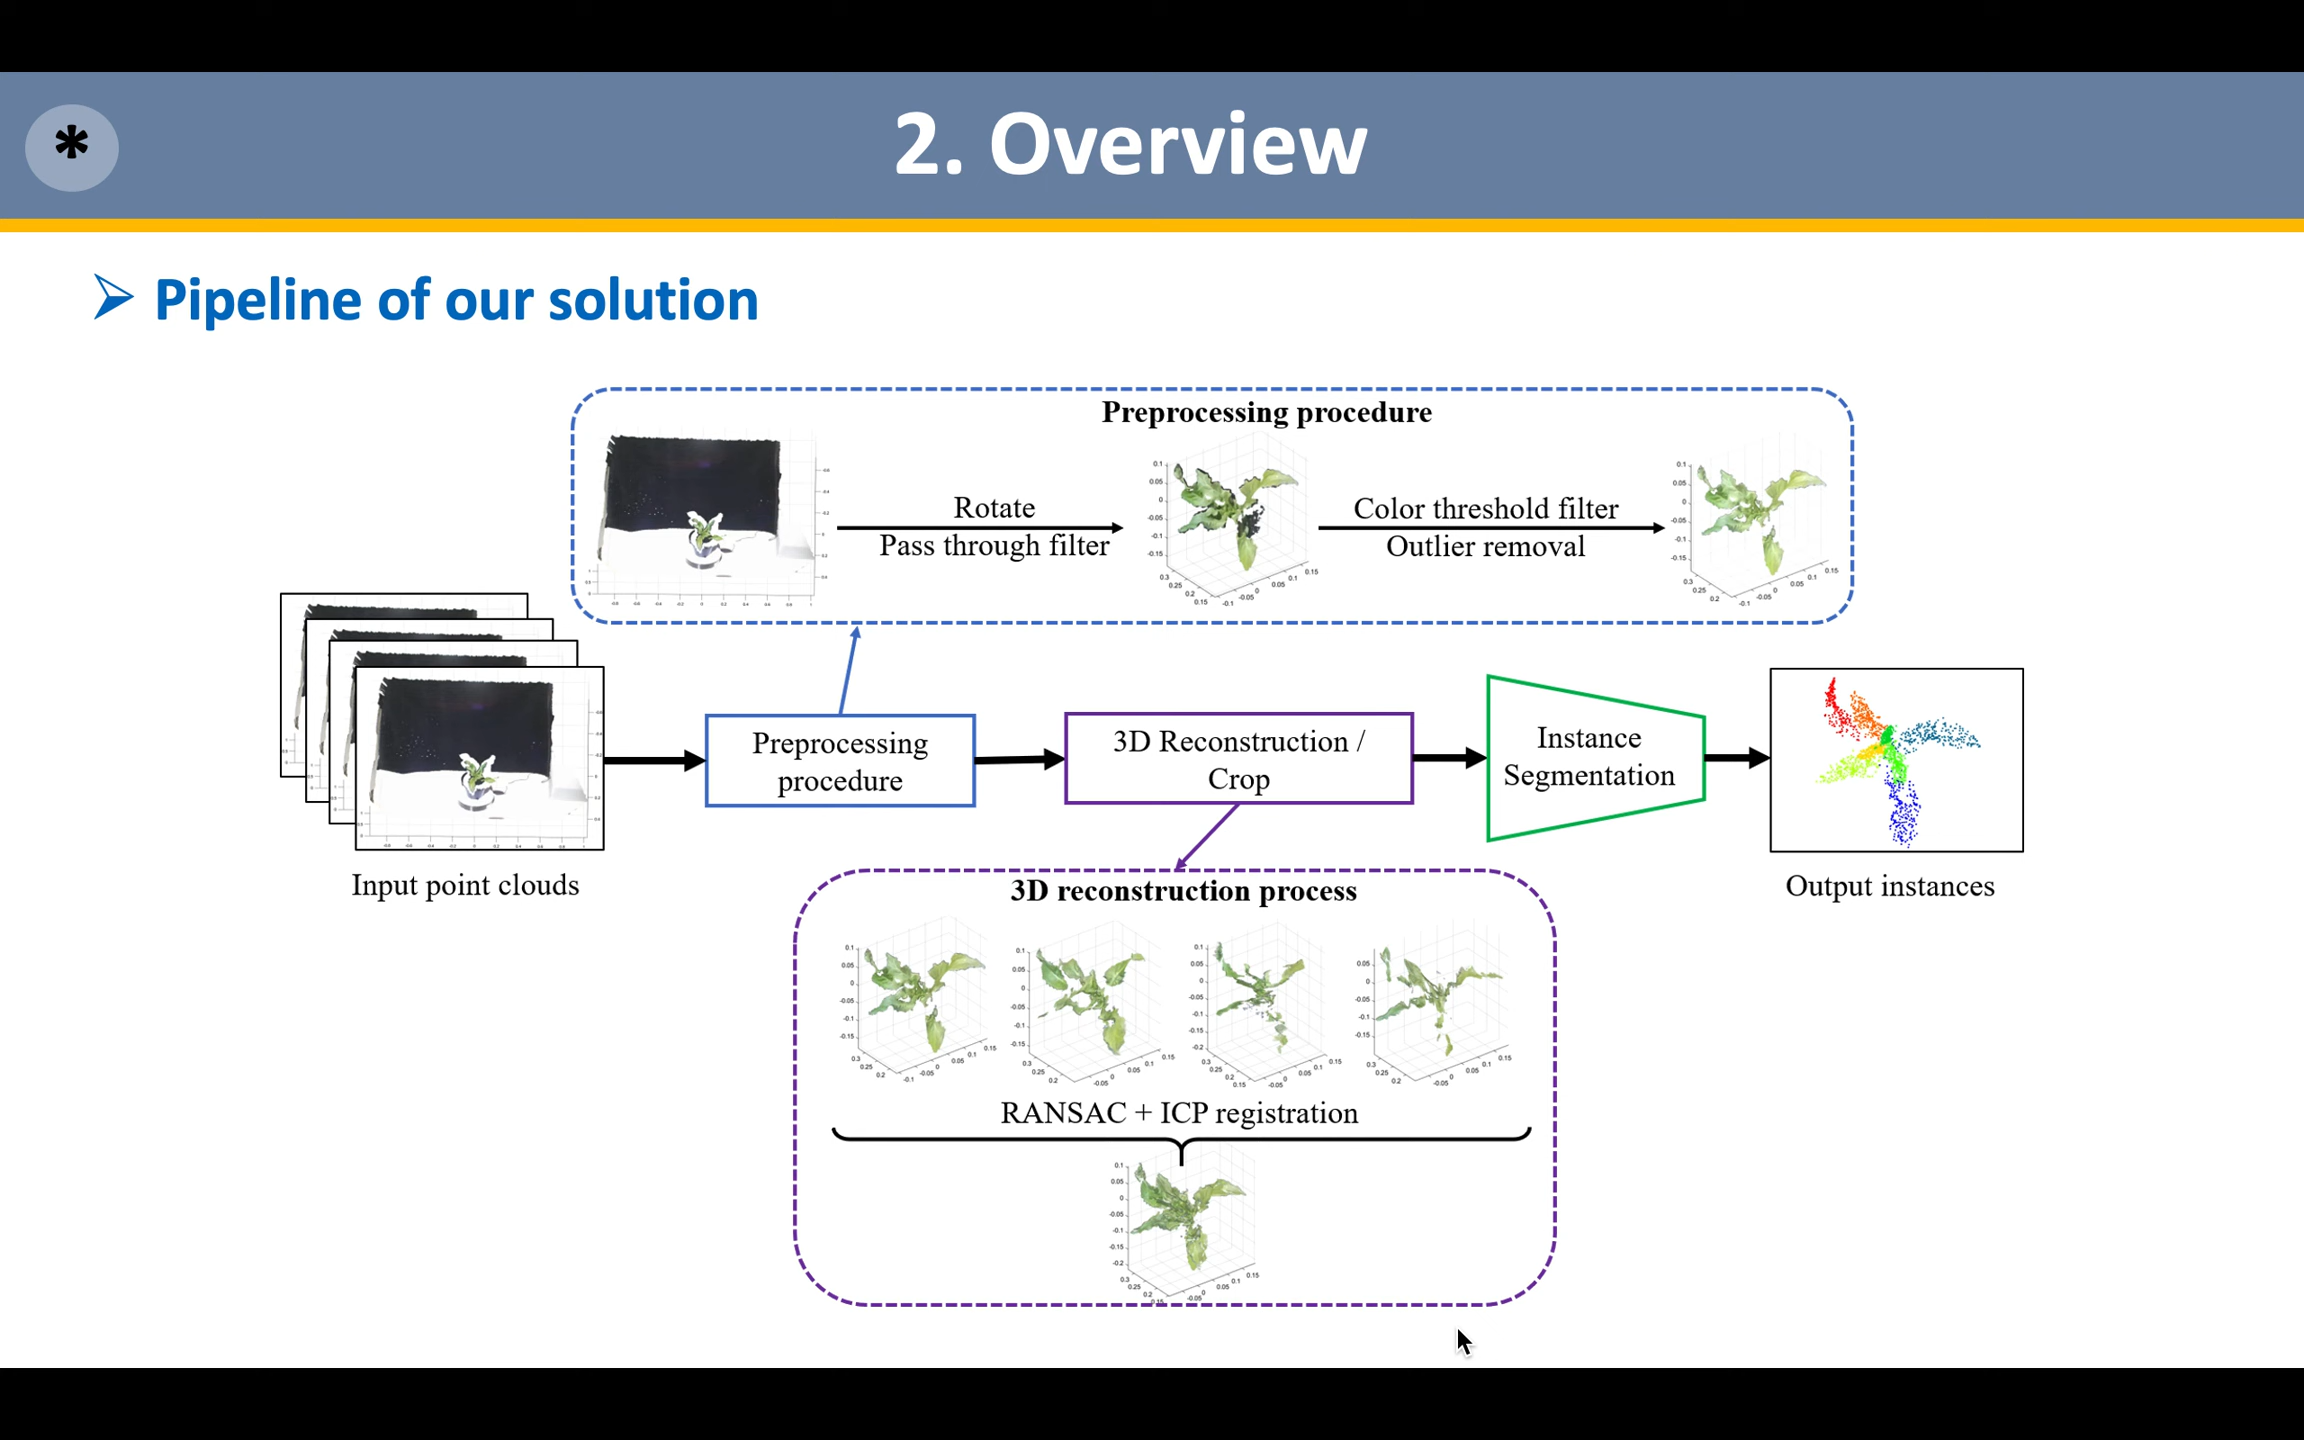 *
2. Overview
Pipeline of our solution
Preprocessing procedure
Rotate
Pass through filter
Color threshold filter
Outlier removal
Input point clouds
Preprocessing
procedure
3D Reconstruction /
Crop
Instance
Segmentation
Output instances
3D reconstruction process
RANSAC + ICP registration